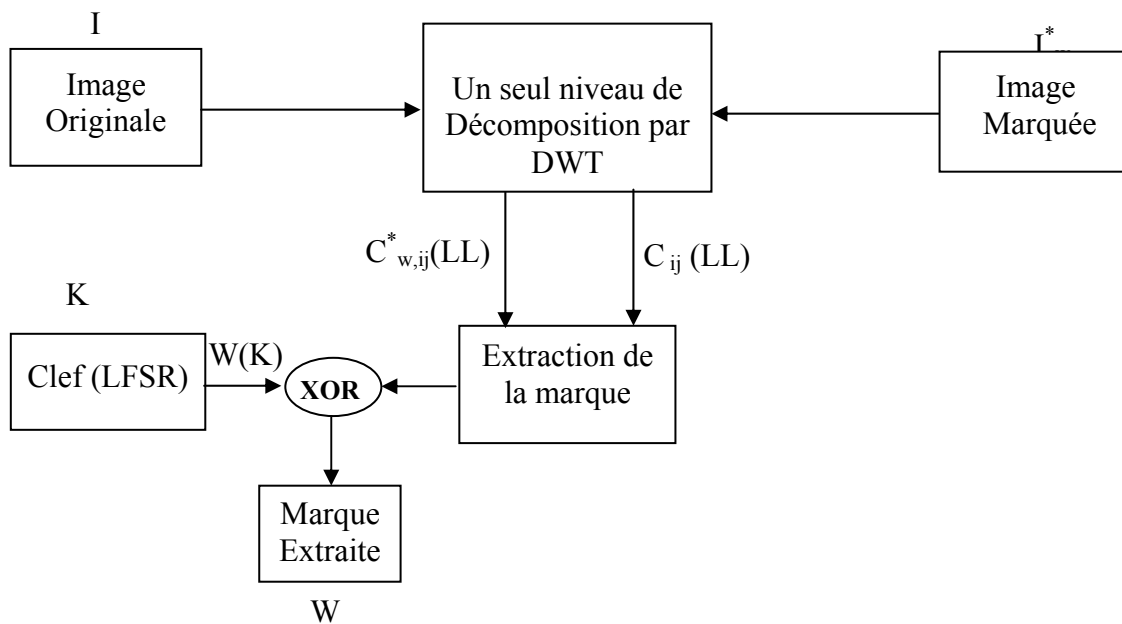 I
Image
Originale
Un seul niveau de
Décomposition par
DWT
Image
Marquée
C*w,ij(LL)
C ij (LL)
K
Clef (LFSR)
W(K)
XOR
Extraction de
la marque
Marque
Extraite
W